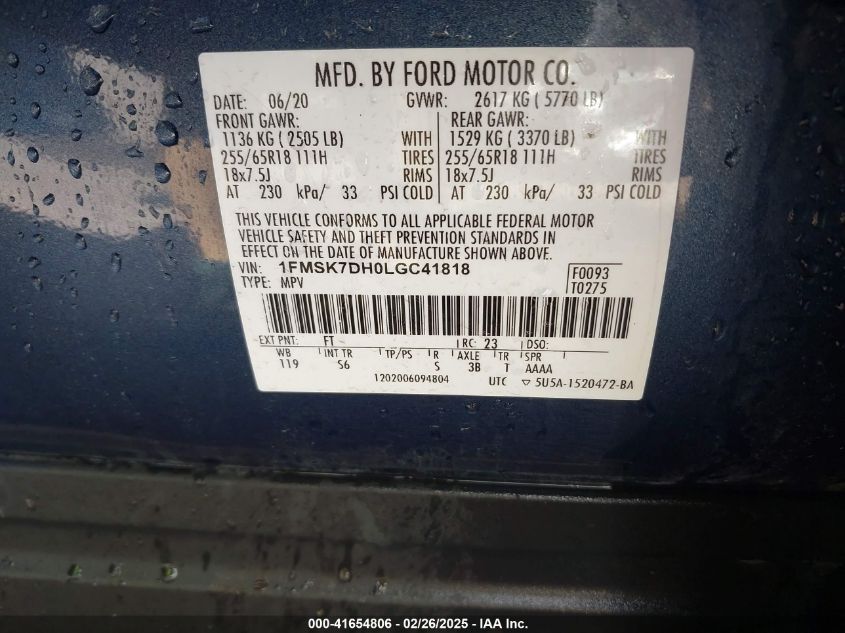 MFD. BY FORD MOTOR CO.
DATE: 06/20 GVWR: 2617 KG ( 5770 LB)
FRONT GAWR: REAR GAWR:
1136 KG ( 2505 LB) WITH 1529 KG ( 3370 LB) WITH
255/65R18 111H TIRES 255/65R18 111H TIRES
18x7.5J RIMS 18x7.5J RIMS
AT 230 kPa/ 33 PSI COLD AT 230 kPa/ 33 PSI COLD
THIS VEHICLE CONFORMS TO ALL APPLICABLE FEDERAL MOTOR
VEHICLE SAFETY AND THEFT PREVENTION STANDARDS IN
EFFECT ON THE DATE OF MANUFACTURE SHOWN ABOVE.
VIN: 1FMSK7DH0LGC41818 F0093
TYPE: MPV T0275
EXT PNT: FT RC: 23 DSO:
WB INT TR TP/PS R AXLE TR SPR
119 S6 S 3B T AAAA
1202006094804 UTC ▽ 5U5A-1520472-BA
000-41654806 - 02/26/2025 - IAA Inc.